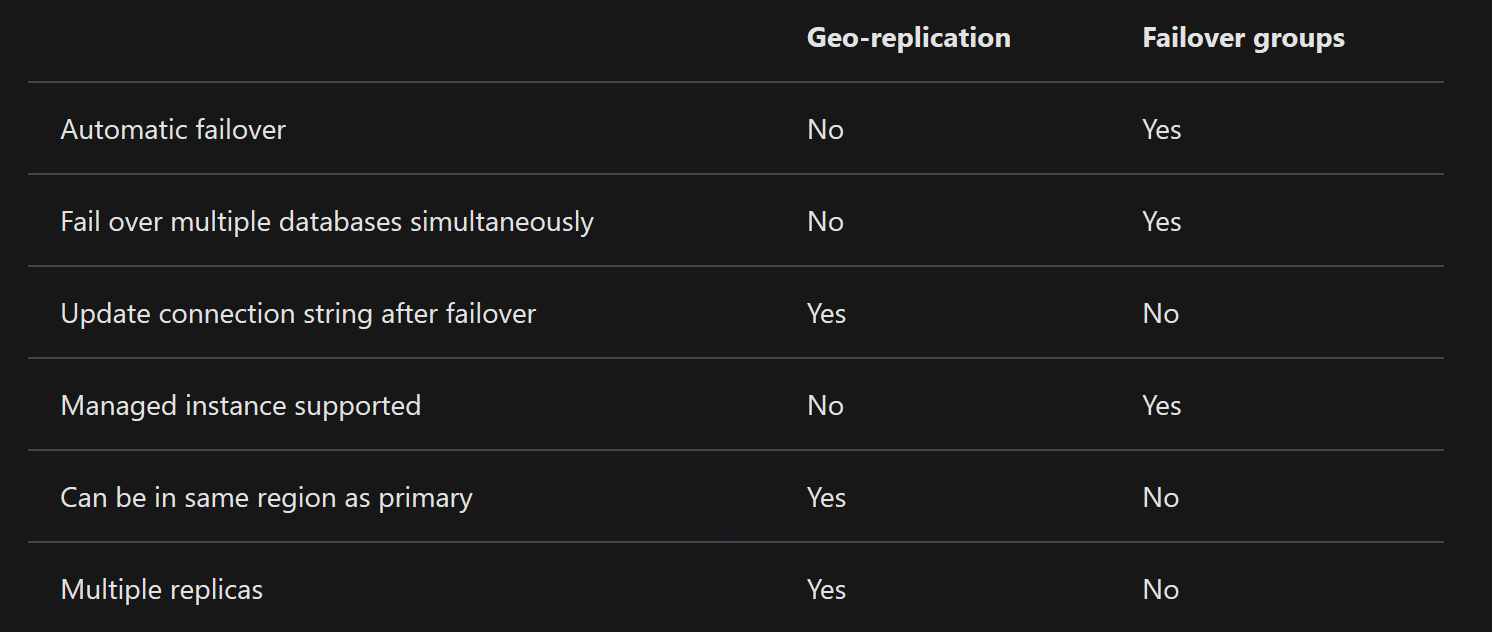 Geo-replication Failover groups
Automatic failover No Yes
Fail over multiple databases simultaneously No Yes
Update connection string after failover Yes No
Managed instance supported No Yes
Can be in same region as primary Yes No
Multiple replicas Yes No